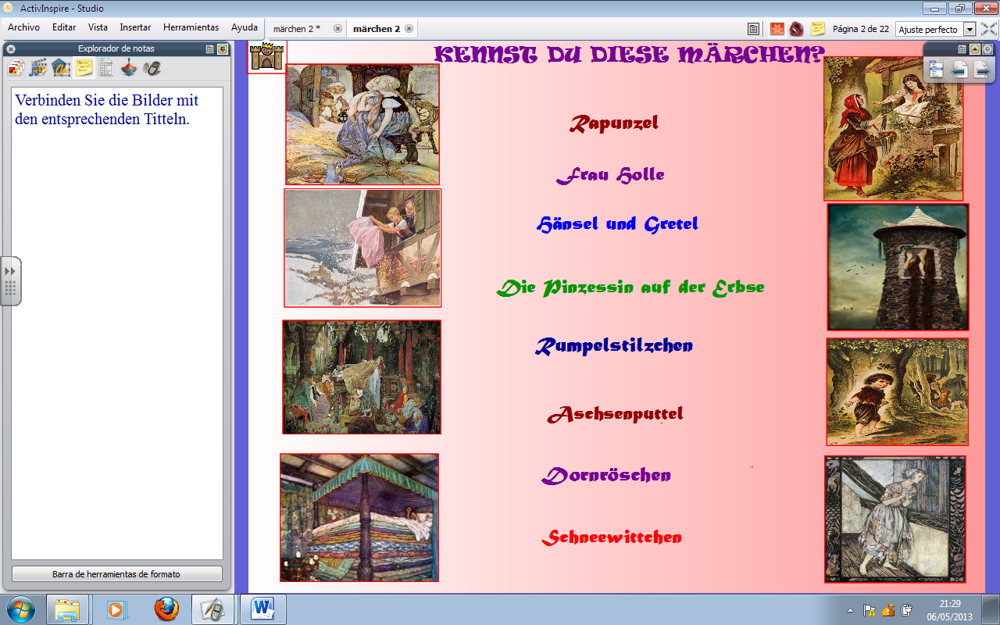 ActivInspire - Studio
Archivo Editar Vista Insertar Herramientas Ayuda
märchen 2 *
märchen 2
Página 2 de 22
Ajuste perfecto
Explorador de notas
Verbinden Sie die Bilder mit
den entsprechenden Titteln.
Barra de herramientas de formato
KENNST DU DIESE MÄRCHEN?
Rapunzel
Frau Holle
Hänsel und Gretel
Die Pinzessin auf der Erbse
Rumpelstilzchen
Aschsenputtel
Dornröschen
Schneewittchen
21:29
06/05/2013